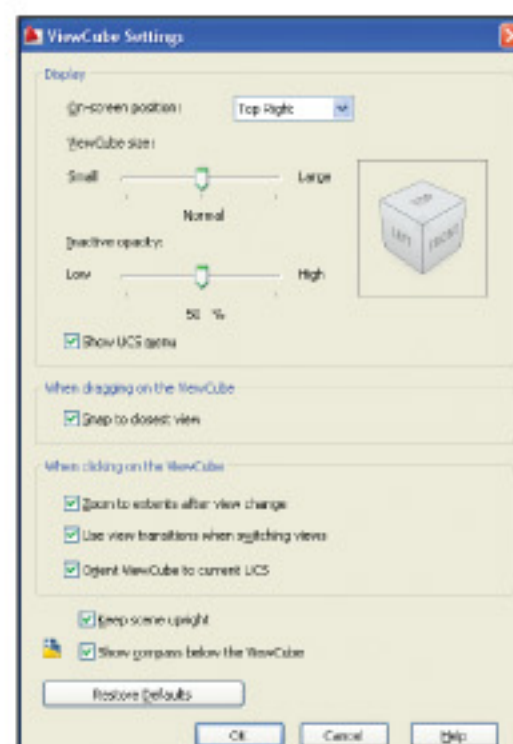 ViewCube Settings
Display
On-screen position:
Top Right
ViewCube size:
Small
Large
Normal
TOP
LEFT
FRONT
Inactive opacity:
Low
High
50 %
Show UCS menu
When dragging on the ViewCube
Snap to closest view
When clicking on the ViewCube
Zoom to extents after view change
Use view transitions when switching views
Orient ViewCube to current UCS
Keep scene upright
Show compass below the ViewCube
Restore Defaults
OK
Cancel
Help